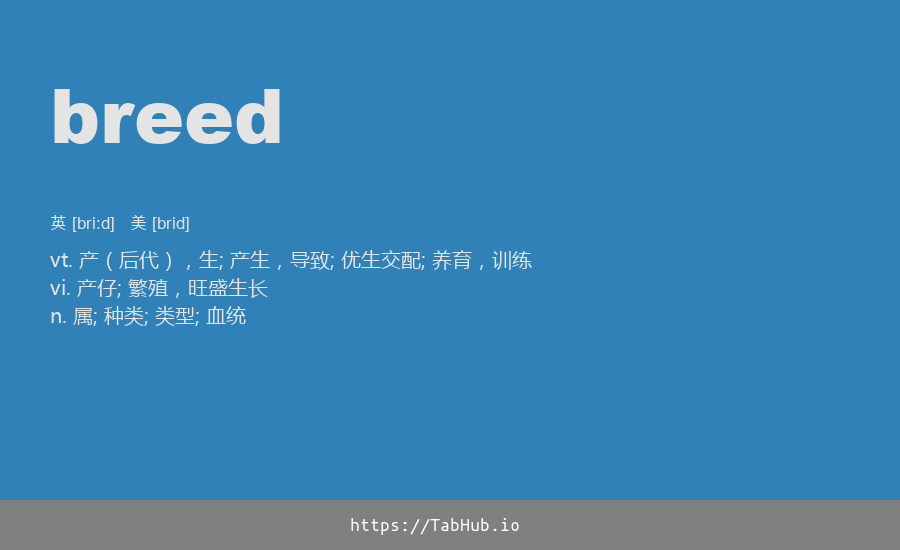 breed
英 [bri:d] 美 [brid]
vt. 产（后代），生; 产生，导致; 优生交配; 养育，训练
vi. 产仔; 繁殖，旺盛生长
n. 属; 种类; 类型; 血统
https://TabHub.io